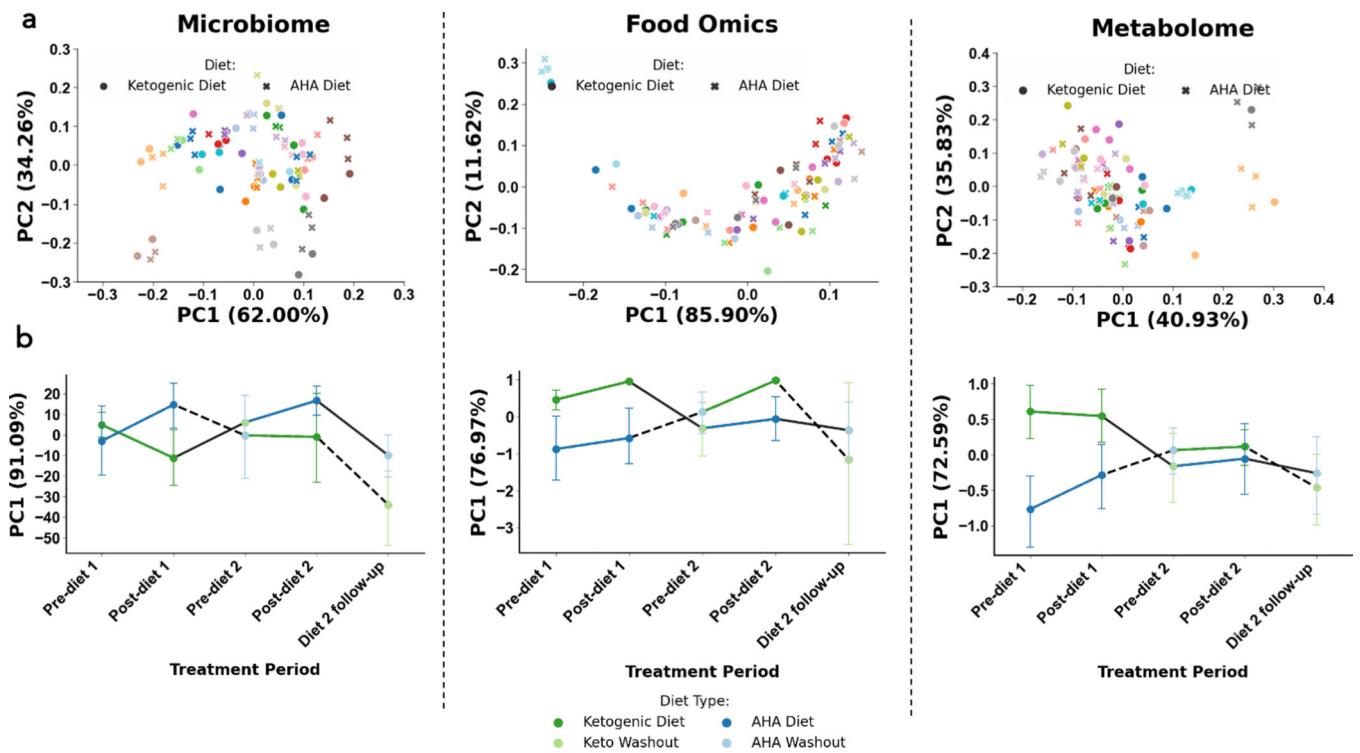 a
Microbiome
Food Omics
Metabolome
PC2 (34.26%)
0.3
0.2
0.1
0.0
−0.1
−0.2
−0.3
Diet:
Ketogenic Diet
AHA Diet
−0.3
−0.2
−0.1
0.0
0.1
0.2
0.3
PC1 (62.00%)
PC2 (11.62%)
0.3
0.2
0.1
0.0
−0.1
−0.2
Diet:
Ketogenic Diet
AHA Diet
−0.2
−0.1
0.0
0.1
PC1 (85.90%)
PC2 (35.83%)
0.4
0.3
0.2
0.1
0.0
−0.1
−0.2
−0.3
Diet:
Ketogenic Diet
AHA Diet
−0.2
−0.1
0.0
0.1
0.2
0.3
0.4
PC1 (40.93%)
b
PC1 (91.09%)
20
10
0
−10
−20
−30
−40
−50
Pre-diet 1
Post-diet 1
Pre-diet 2
Post-diet 2
Diet 2 follow-up
Treatment Period
PC1 (76.97%)
1
0
−1
−2
−3
Pre-diet 1
Post-diet 1
Pre-diet 2
Post-diet 2
Diet 2 follow-up
Treatment Period
PC1 (72.59%)
1.0
0.5
0.0
−0.5
−1.0
Pre-diet 1
Post-diet 1
Pre-diet 2
Post-diet 2
Diet 2 follow-up
Treatment Period
Diet Type:
Ketogenic Diet
AHA Diet
Keto Washout
AHA Washout